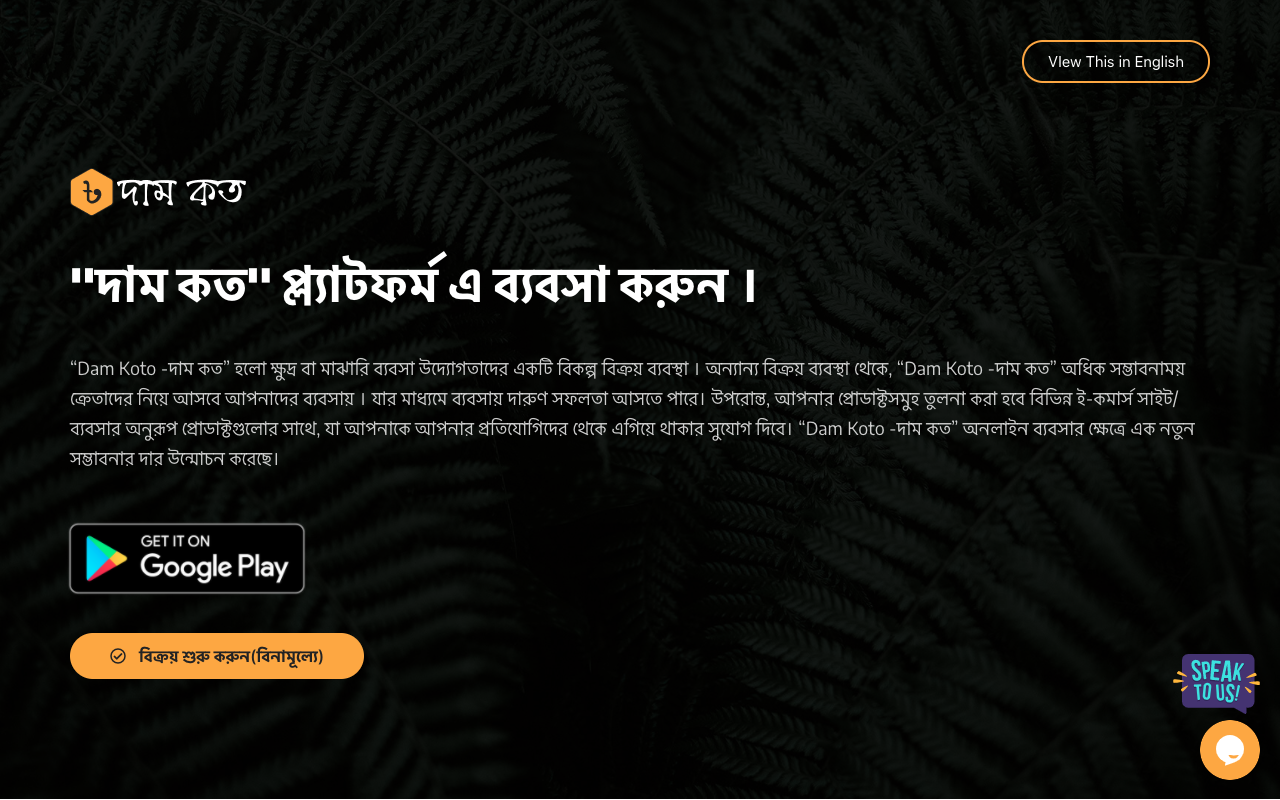 VIew This in English
৳ দাম কত
"দাম কত" প্ল্যাটফর্ম এ ব্যবসা করুন ।
“Dam Koto -দাম কত” হলো ক্ষুদ্র বা মাঝারি ব্যবসা উদ্যোগতাদের একটি বিকল্প বিক্রয় ব্যবস্থা । অন্যান্য বিক্রয় ব্যবস্থা থেকে, “Dam Koto -দাম কত” অধিক সম্ভাবনাময়
ক্রেতাদের নিয়ে আসবে আপনাদের ব্যবসায় । যার মাধ্যমে ব্যবসায় দারুণ সফলতা আসতে পারে। উপরোন্ত, আপনার প্রোডাক্টসমুহ তুলনা করা হবে বিভিন্ন ই-কমার্স সাইট/
ব্যবসার অনুরূপ প্রোডাক্টগুলোর সাথে, যা আপনাকে আপনার প্রতিযোগিদের থেকে এগিয়ে থাকার সুযোগ দিবে। “Dam Koto -দাম কত” অনলাইন ব্যবসার ক্ষেত্রে এক নতুন
সম্ভাবনার দার উন্মোচন করেছে।
GET IT ON
Google Play
বিক্রয় শুরু করুন(বিনামূল্যে)
SPEAK
TO US!